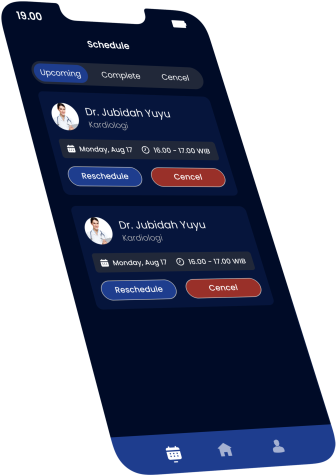 19.00
Schedule
Upcoming Complete Cencel
Dr. Jubidah Yuyu
Kardiologi
Monday, Aug 17 16.00 - 17.00 WIB
Reschedule Cencel
Dr. Jubidah Yuyu
Kardiologi
Monday, Aug 17 16.00 - 17.00 WIB
Reschedule Cencel